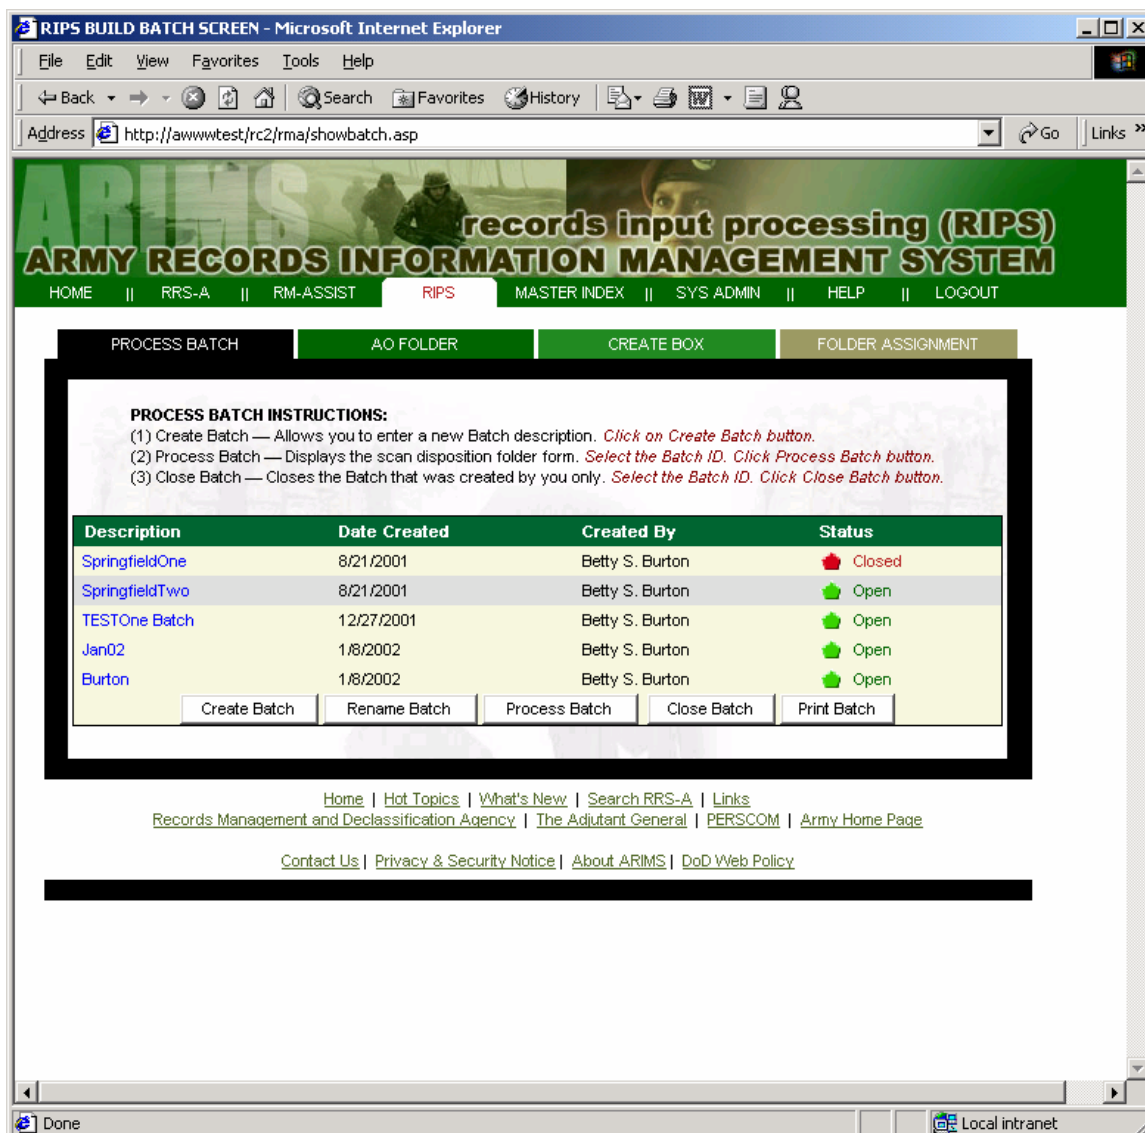 RIPS BUILD BATCH SCREEN - Microsoft Internet Explorer
File Edit View Favorites Tools Help
Back Search Favorites History
Address http://awwwtest/rc2/rma/showbatch.asp Go Links »
ARIMS
records input processing (RIPS)
ARMY RECORDS INFORMATION MANAGEMENT SYSTEM
HOME || RRS-A || RM-ASSIST RIPS MASTER INDEX || SYS ADMIN || HELP || LOGOUT
PROCESS BATCH AO FOLDER CREATE BOX FOLDER ASSIGNMENT
PROCESS BATCH INSTRUCTIONS:
(1) Create Batch — Allows you to enter a new Batch description. Click on Create Batch button.
(2) Process Batch — Displays the scan disposition folder form. Select the Batch ID. Click Process Batch button.
(3) Close Batch — Closes the Batch that was created by you only. Select the Batch ID. Click Close Batch button.
Description Date Created Created By Status
SpringfieldOne 8/21/2001 Betty S. Burton Closed
SpringfieldTwo 8/21/2001 Betty S. Burton Open
TESTOne Batch 12/27/2001 Betty S. Burton Open
Jan02 1/8/2002 Betty S. Burton Open
Burton 1/8/2002 Betty S. Burton Open
Create Batch Rename Batch Process Batch Close Batch Print Batch
Home | Hot Topics | What's New | Search RRS-A | Links
Records Management and Declassification Agency | The Adjutant General | PERSCOM | Army Home Page
Contact Us | Privacy & Security Notice | About ARIMS | DoD Web Policy
Done Local intranet